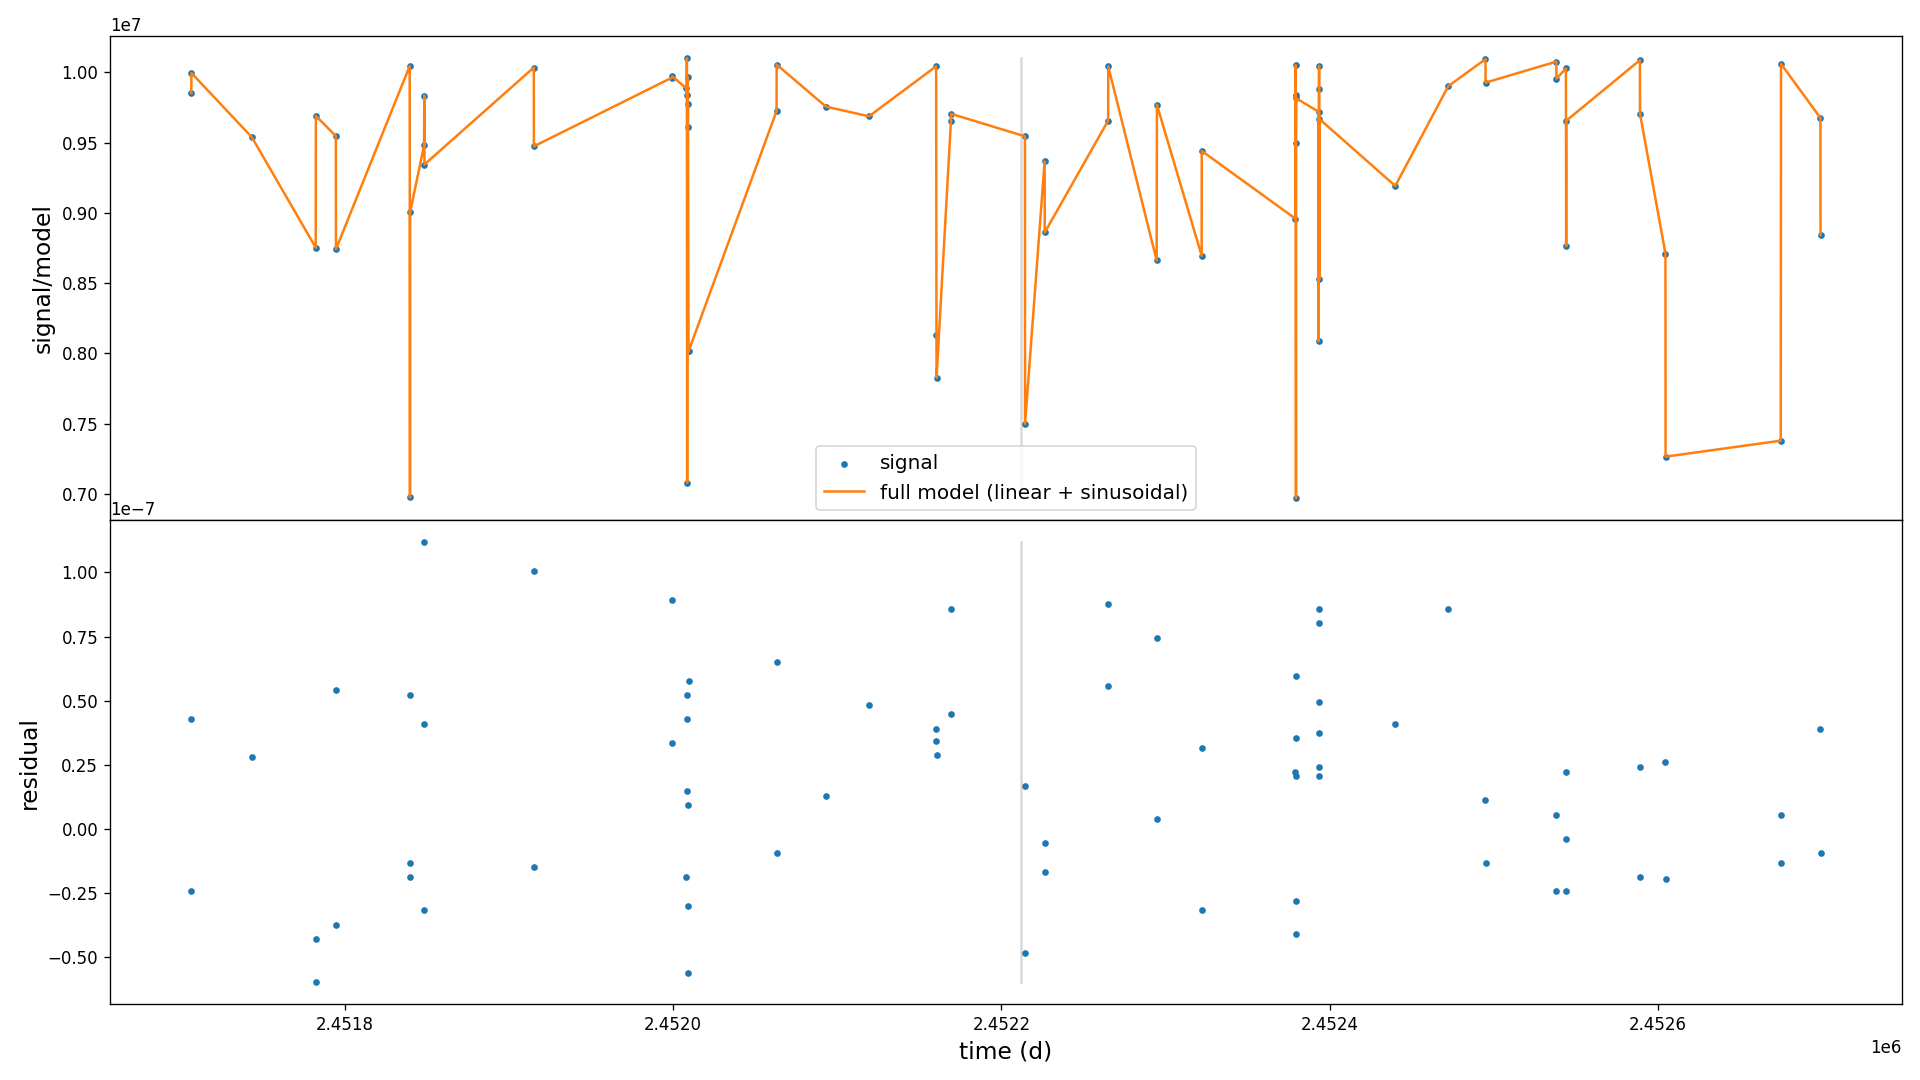 1e7
1.00
0.95
0.90
0.85
0.80
0.75
0.70
signal/model
signal
full model (linear + sinusoidal)
1e−7
1.00
0.75
0.50
0.25
0.00
−0.25
−0.50
residual
2.4518
2.4520
2.4522
2.4524
2.4526
1e6
time (d)